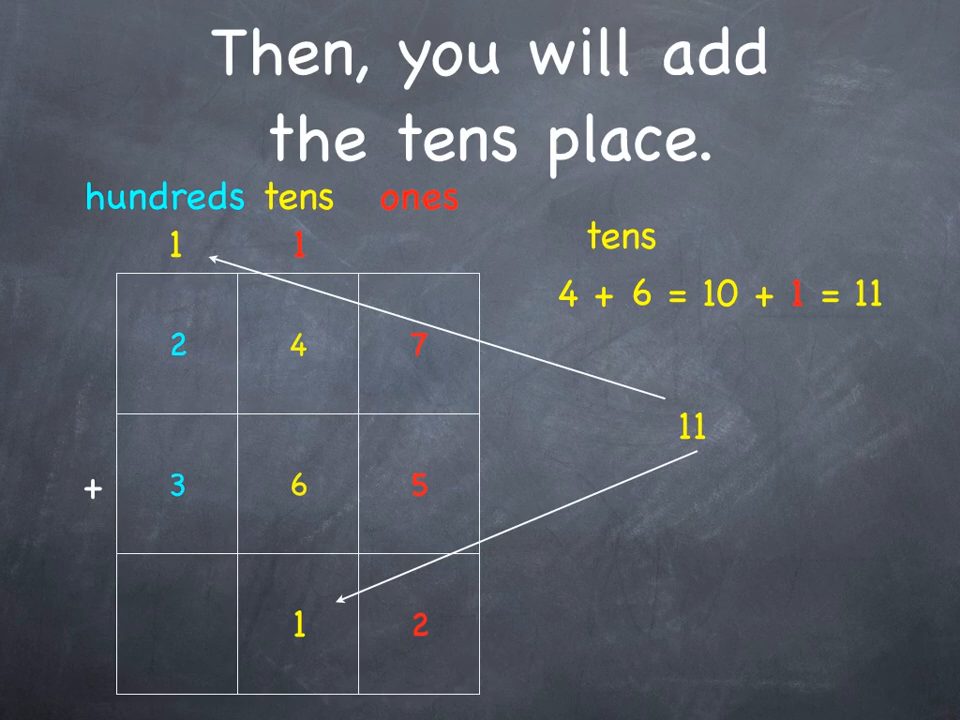 Then, you will add
the tens place.
hundreds tens ones
1 1
tens
4 + 6 = 10 + 1 = 11
2 4 7
11
+ 3 6 5
1 2